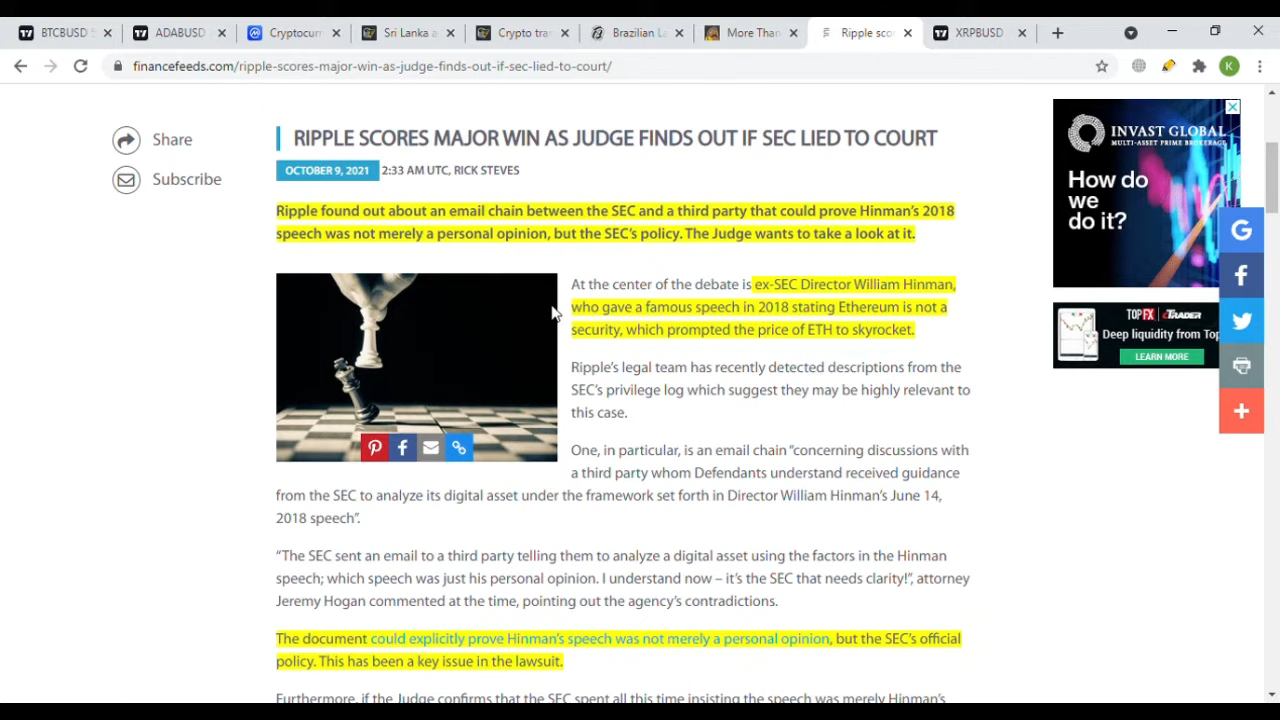 BTCBUSD
ADABUSD
Cryptocur
Sri Lanka a
Crypto tra
Brazilian L
More Than
Ripple sco
XRPBUSD
financefeeds.com/ripple-scores-major-win-as-judge-finds-out-if-sec-lied-to-court/
K
Share
Subscribe
RIPPLE SCORES MAJOR WIN AS JUDGE FINDS OUT IF SEC LIED TO COURT
OCTOBER 9, 2021 2:33 AM UTC, RICK STEVES
Ripple found out about an email chain between the SEC and a third party that could prove Hinman's 2018
speech was not merely a personal opinion, but the SEC's policy. The Judge wants to take a look at it.
At the center of the debate is ex-SEC Director William Hinman,
who gave a famous speech in 2018 stating Ethereum is not a
security, which prompted the price of ETH to skyrocket.
Ripple's legal team has recently detected descriptions from the
SEC's privilege log which suggest they may be highly relevant to
this case.
One, in particular, is an email chain "concerning discussions with
a third party whom Defendants understand received guidance
from the SEC to analyze its digital asset under the framework set forth in Director William Hinman's June 14,
2018 speech".
"The SEC sent an email to a third party telling them to analyze a digital asset using the factors in the Hinman
speech; which speech was just his personal opinion. I understand now – it's the SEC that needs clarity!", attorney
Jeremy Hogan commented at the time, pointing out the agency's contradictions.
The document could explicitly prove Hinman's speech was not merely a personal opinion, but the SEC's official
policy. This has been a key issue in the lawsuit.
Furthermore, if the Judge confirms that the SEC spent all this time insisting the speech was merely Hinman's
INVAST GLOBAL
MULTI-ASSET PRIME BROKERAGE
How do
we
do it?
TOPFX cTRADER
Deep liquidity from Top
LEARN MORE